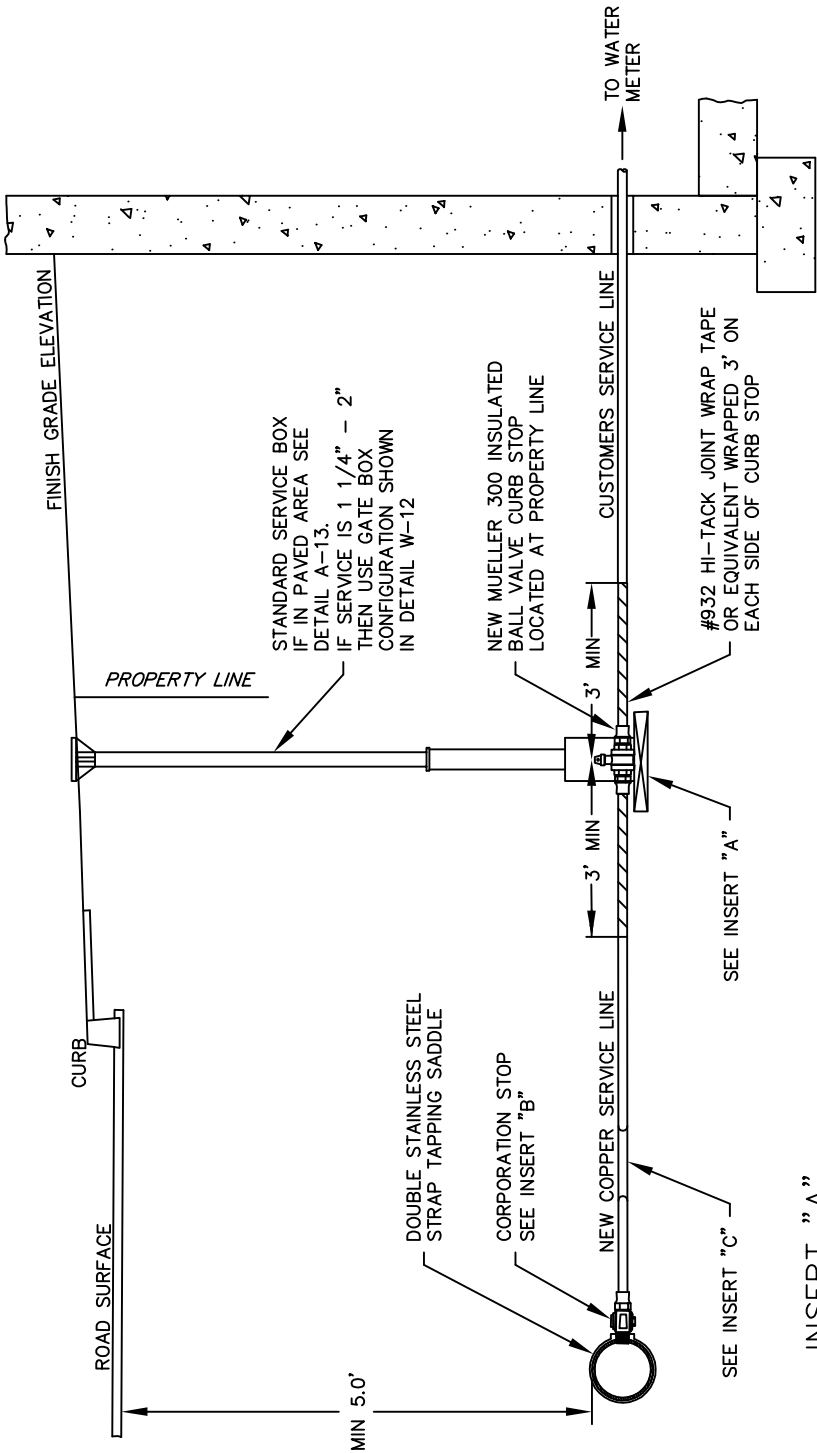 TO WATER
METER
FINISH GRADE ELEVATION
STANDARD SERVICE BOX
IF IN PAVED AREA SEE
DETAIL A-13.
IF SERVICE IS 1 1/4" - 2"
THEN USE GATE BOX
CONFIGURATION SHOWN
IN DETAIL W-12
PROPERTY LINE
NEW MUELLER 300 INSULATED
BALL VALVE CURB STOP
LOCATED AT PROPERTY LINE
CUSTOMERS SERVICE LINE
3' MIN
3' MIN
#932 HI-TACK JOINT WRAP TAPE
OR EQUIVALENT WRAPPED 3' ON
EACH SIDE OF CURB STOP
SEE INSERT "A"
CURB
ROAD SURFACE
DOUBLE STAINLESS STEEL
STRAP TAPPING SADDLE
CORPORATION STOP
SEE INSERT "B"
NEW COPPER SERVICE LINE
MIN 5.0'
SEE INSERT "C"
INSERT "A"